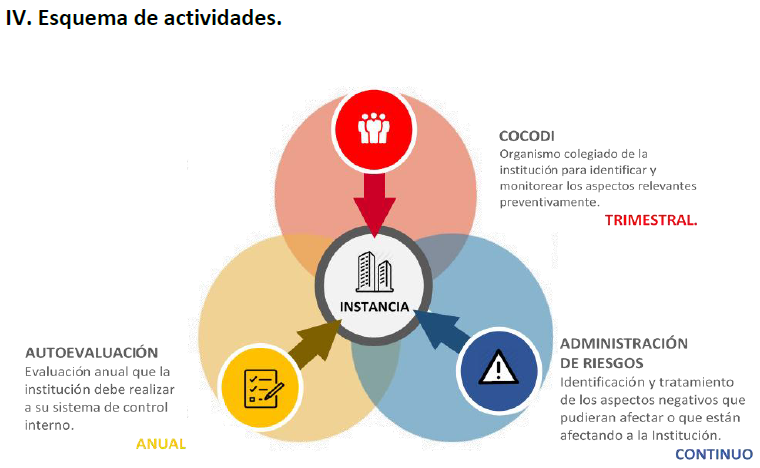 IV. Esquema de actividades.
COCODI
Organismo colegiado de la
institución para identificar y
monitorear los aspectos relevantes
preventivamente.
TRIMESTRAL.
INSTANCIA
AUTOEVALUACIÓN
Evaluación anual que la
institución debe realizar
a su sistema de control
interno.
ANUAL
ADMINISTRACIÓN
DE RIESGOS
Identificación y tratamiento
de los aspectos negativos que
pudieran afectar o que están
afectando a la Institución.
CONTINUO